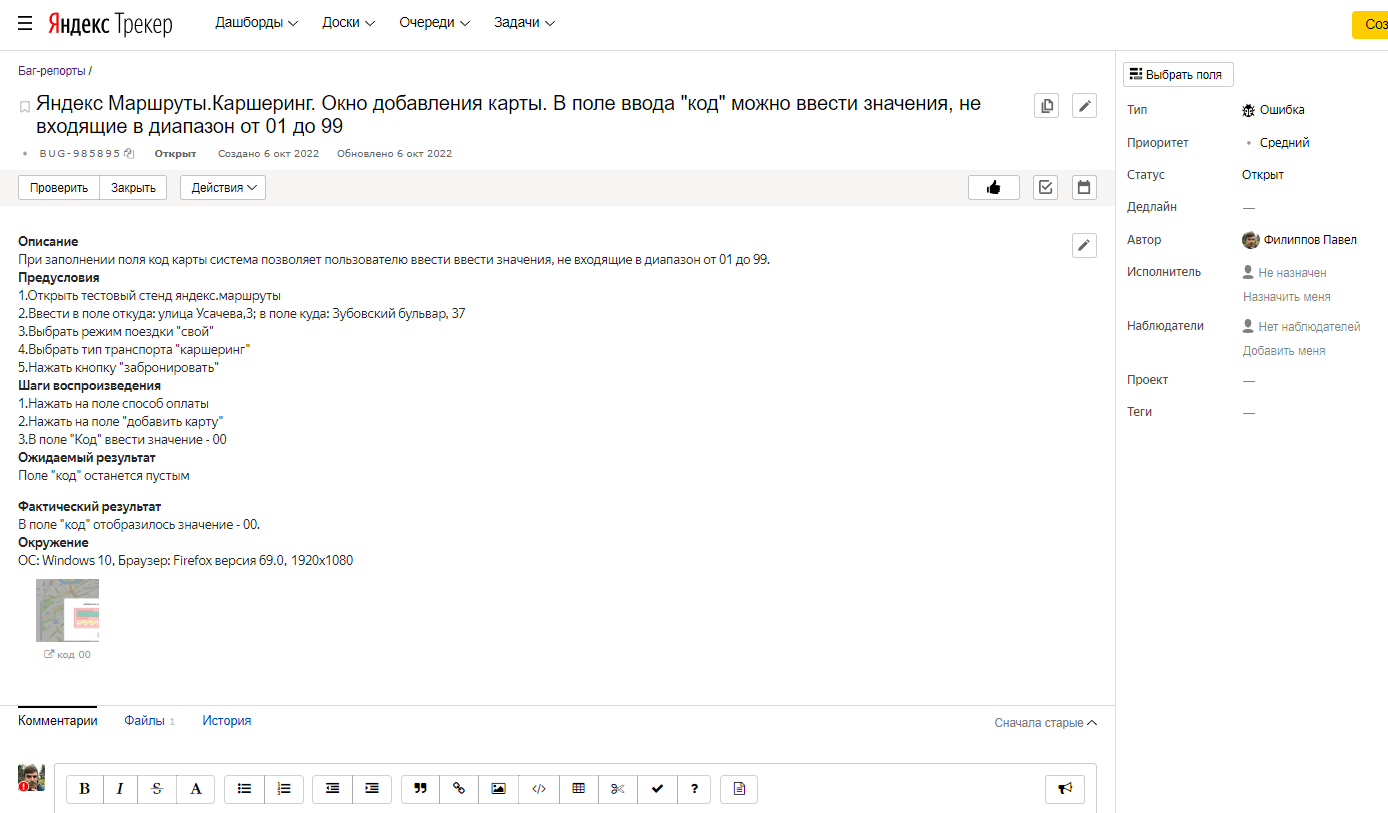 Яндекс Трекер
Дашборды
Доски
Очереди
Задачи
Соз
Баг-репорты /
Яндекс Маршруты.Каршеринг. Окно добавления карты. В поле ввода "код" можно ввести значения, не
входящие в диапазон от 01 до 99
BUG-985895 Открыт Создано 6 окт 2022 Обновлено 6 окт 2022
Проверить Закрыть Действия
Описание
При заполнении поля код карты система позволяет пользователю ввести ввести значения, не входящие в диапазон от 01 до 99.
Предусловия
1.Открыть тестовый стенд яндекс.маршруты
2.Ввести в поле откуда: улица Усачева,3; в поле куда: Зубовский бульвар, 37
3.Выбрать режим поездки "свой"
4.Выбрать тип транспорта "каршеринг"
5.Нажать кнопку "забронировать"
Шаги воспроизведения
1.Нажать на поле способ оплаты
2.Нажать на поле "добавить карту"
3.В поле "Код" ввести значение - 00
Ожидаемый результат
Поле "код" останется пустым
Фактический результат
В поле "код" отобразилось значение - 00.
Окружение
ОС: Windows 10, Браузер: Firefox версия 69.0, 1920x1080
код 00
Комментарии Файлы 1 История Сначала старые
B I S A ?
Выбрать поля
Тип Ошибка
Приоритет Средний
Статус Открыт
Дедлайн —
Автор Филиппов Павел
Исполнитель Не назначен
Назначить меня
Наблюдатели Нет наблюдателей
Добавить меня
Проект —
Теги —